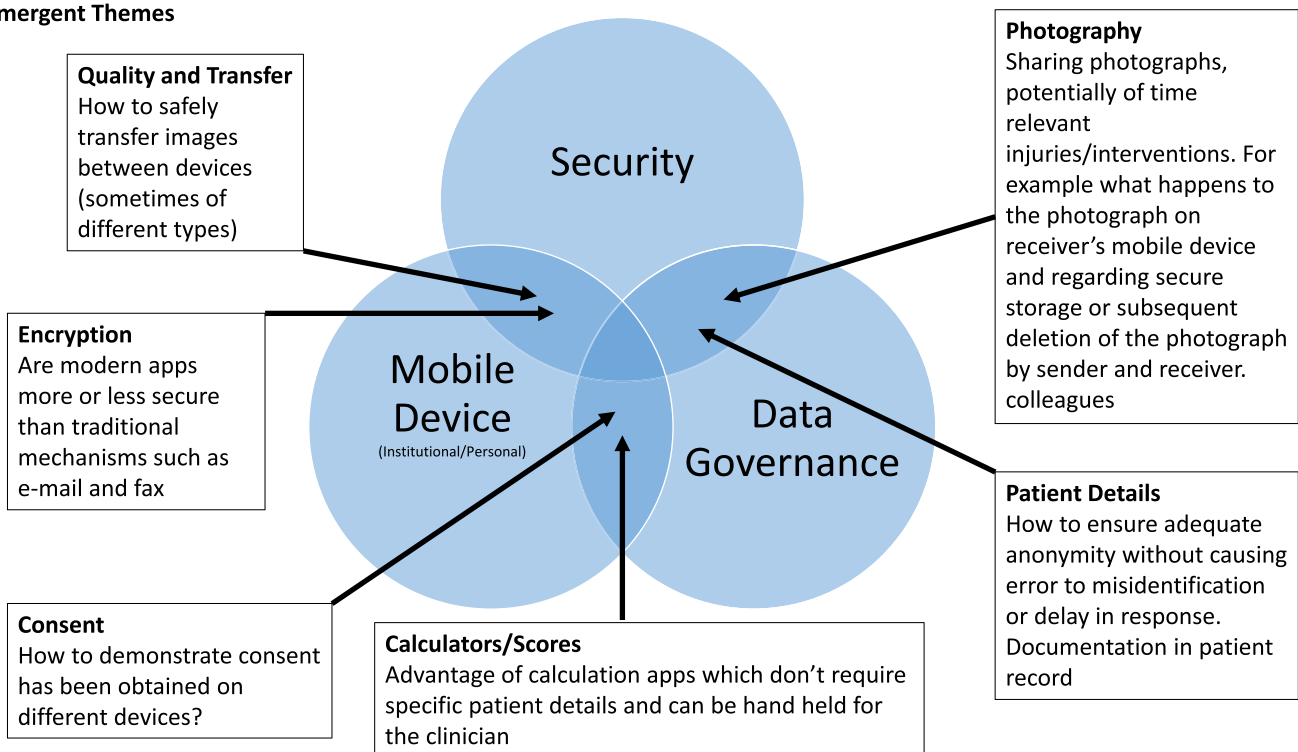 mergent Themes
Quality and Transfer
How to safely
transfer images
between devices
(sometimes of
different types)
Encryption
Are modern apps
more or less secure
than traditional
mechanisms such as
e-mail and fax
Consent
How to demonstrate consent
has been obtained on
different devices?
Security
Mobile
Device
(Institutional/Personal)
Data
Governance
Calculators/Scores
Advantage of calculation apps which don’t require
specific patient details and can be hand held for
the clinician
Photography
Sharing photographs,
potentially of time
relevant
injuries/interventions. For
example what happens to
the photograph on
receiver’s mobile device
and regarding secure
storage or subsequent
deletion of the photograph
by sender and receiver.
colleagues
Patient Details
How to ensure adequate
anonymity without causing
error to misidentification
or delay in response.
Documentation in patient
record